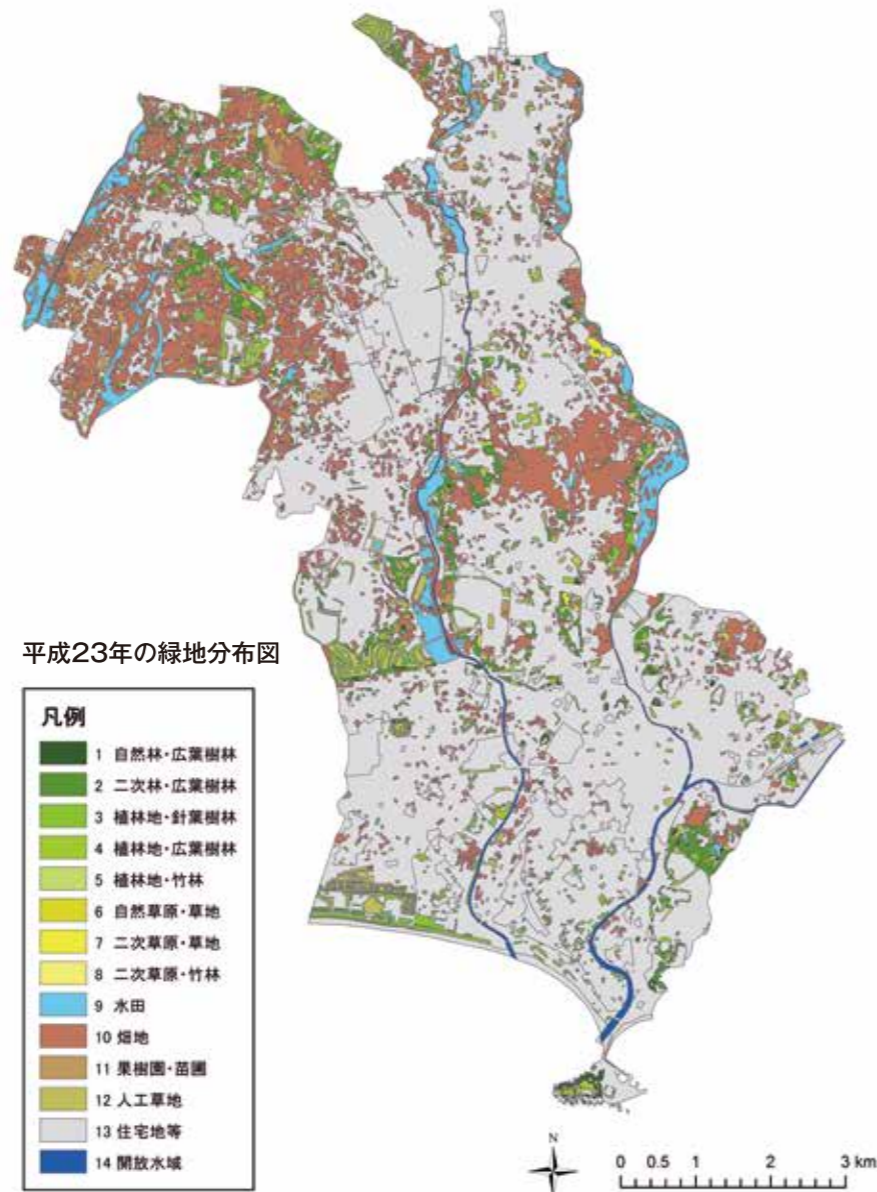 平成23年の緑地分布図
凡例
1 自然林・広葉樹林
2 二次林・広葉樹林
3 植林地・針葉樹林
4 植林地・広葉樹林
5 植林地・竹林
6 自然草原・草地
7 二次草原・草地
8 二次草原・竹林
9 水田
10 畑地
11 果樹園・苗圃
12 人工草地
13 住宅地等
14 開放水域
N
0 0.5 1 2 3 km